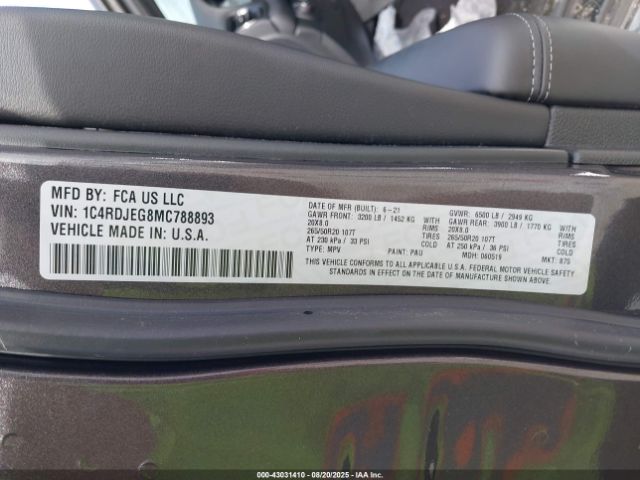 MFD BY: FCA US LLC
VIN: 1C4RDJEG8MC788893
VEHICLE MADE IN: U.S.A.
DATE OF MFR (BUILT): 6-21
GAWR FRONT: 3200 LB / 1452 KG WITH
20X8.0 RIMS
265/50R20 107T TIRES
AT 230 kPa / 33 PSI COLD
TYPE: MPV PAINT: PAU
GVWR: 6500 LB / 2949 KG
GAWR REAR: 3900 LB / 1770 KG WITH
20X8.0 RIMS
265/50R20 107T TIRES
AT 250 kPa / 36 PSI COLD
MDH: 060519 MKT: 875
THIS VEHICLE CONFORMS TO ALL APPLICABLE U.S.A. FEDERAL MOTOR VEHICLE SAFETY
STANDARDS IN EFFECT ON THE DATE OF MANUFACTURE SHOWN ABOVE.
000-43031410 - 08/20/2025 - IAAI.COM